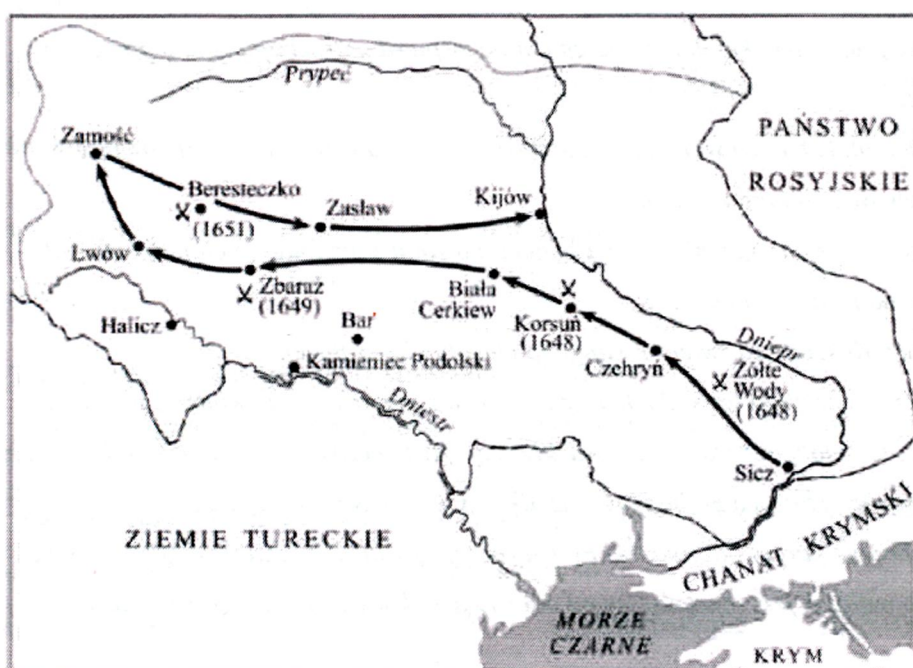 Prypeć
PAŃSTWO
ROSYJSKIE
Zamość
Beresteczko
(1651)
Zasław
Kijów
Lwów
Zbaraż
(1649)
Biała
Cerkiew
Korsuń
(1648)
Halicz
Bar
Kamieniec Podolski
Czehryń
Dniepr
Żółte
Wody
(1648)
Dniestr
Sicz
ZIEMIE TURECKIE
CHANAT KRYMSKI
MORZE
CZARNE
KRYM